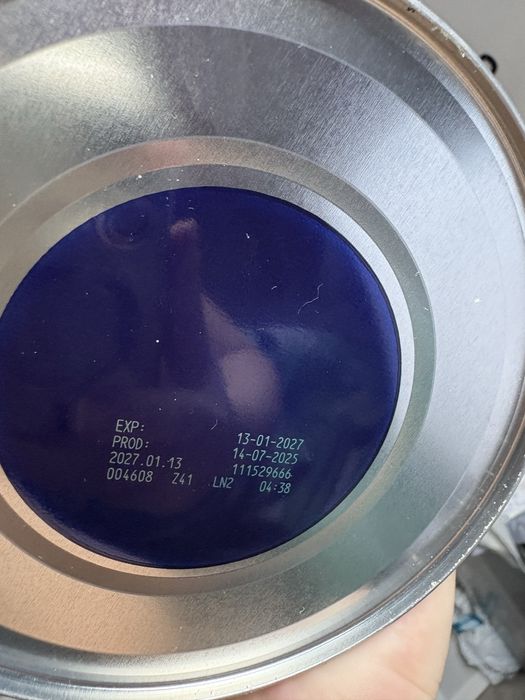 EXP: 13-01-2027
PROD: 14-07-2025
2027.01.13 111529666
004608 Z41 LN2 04:38